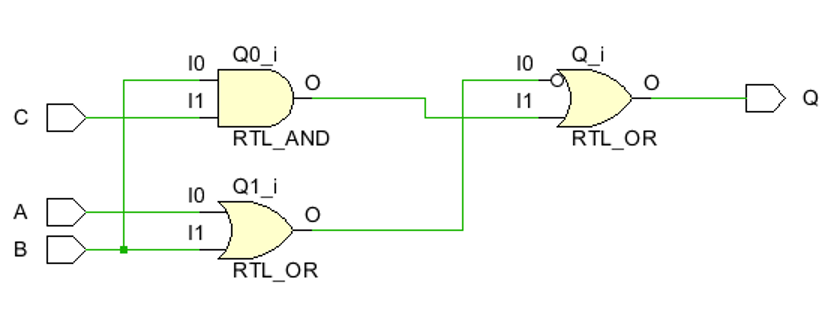 Q0_i
I0
O
I1
RTL_AND
C
Q_i
I0
O
I1
RTL_OR
Q
Q1_i
I0
O
I1
RTL_OR
A
B